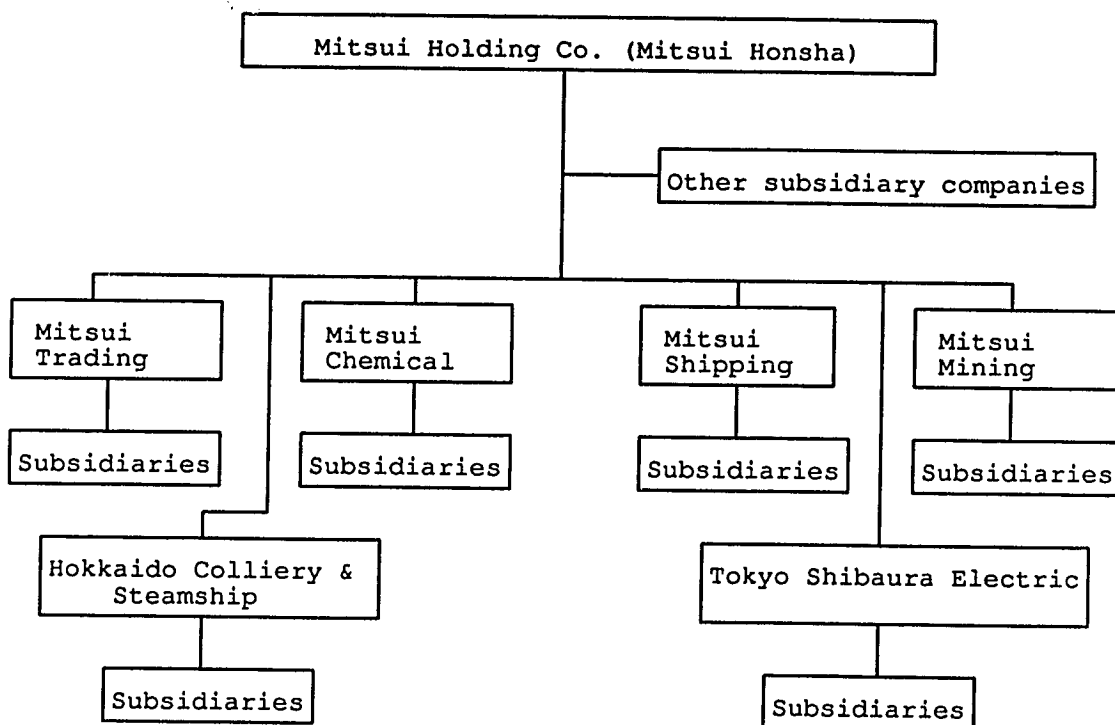 Mitsui Holding Co. (Mitsui Honsha)
Other subsidiary companies
Mitsui
Trading
Mitsui
Chemical
Mitsui
Shipping
Mitsui
Mining
Subsidiaries
Subsidiaries
Subsidiaries
Subsidiaries
Hokkaido Colliery &
Steamship
Tokyo Shibaura Electric
Subsidiaries
Subsidiaries